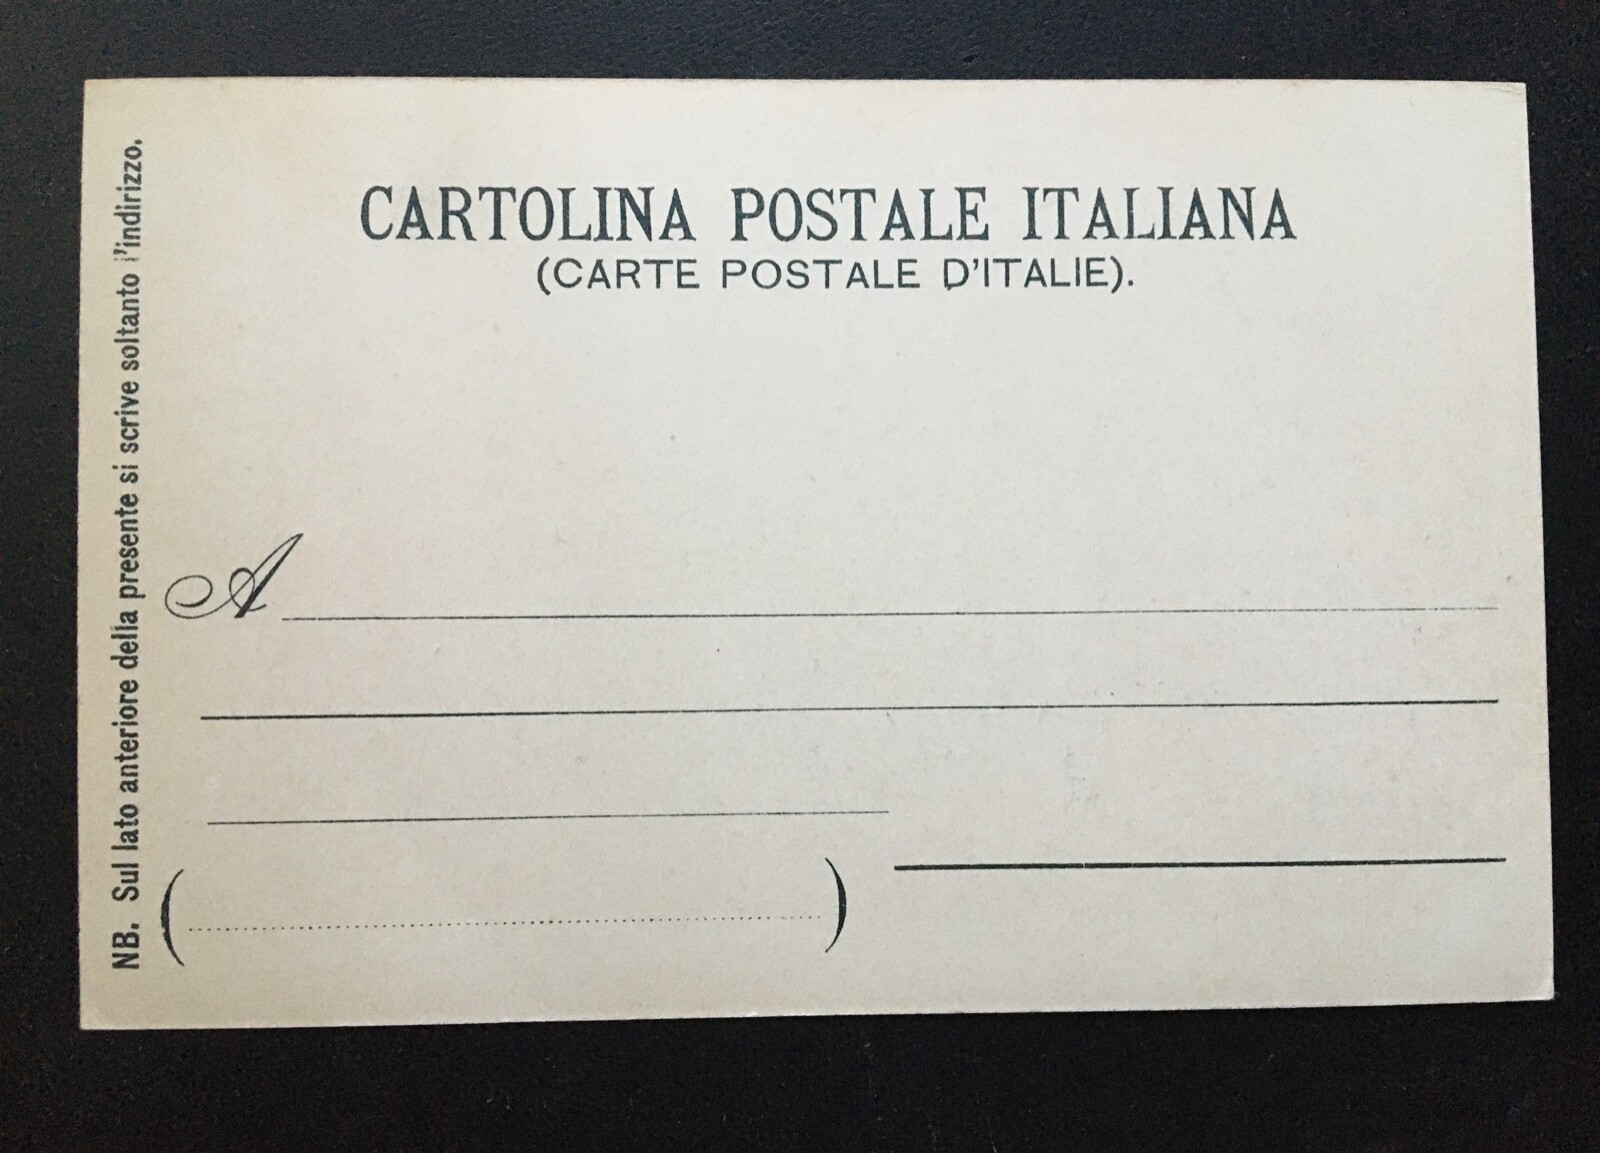 CARTOLINA POSTALE ITALIANA
(CARTE POSTALE D'ITALIE).
A
( )
NB. Sul lato anteriore della presente si scrive soltanto l'indirizzo.